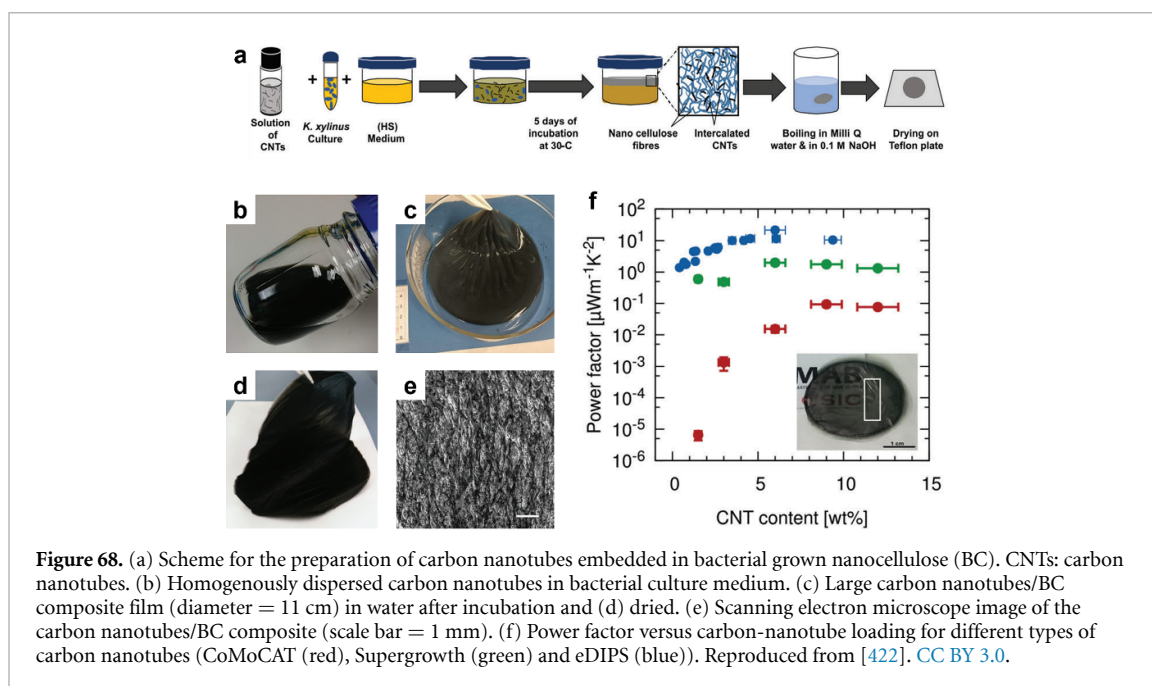 a
+
+
Solution
of
CNTs
K. xylinus
Culture
(HS)
Medium
5 days of
incubation
at 30-C
Nano cellulose
fibres
Intercalated
CNTs
Boiling in Milli Q
water & in 0.1 M NaOH
Drying on
Teflon plate
b
c
d
e
f
Power factor [µWm⁻¹K⁻²]
10²
10¹
10⁰
10⁻¹
10⁻²
10⁻³
10⁻⁴
10⁻⁵
10⁻⁶
MAB
SIC
1 cm
0 5 10 15
CNT content [wt%]
Figure 68. (a) Scheme for the preparation of carbon nanotubes embedded in bacterial grown nanocellulose (BC). CNTs: carbon
nanotubes. (b) Homogenously dispersed carbon nanotubes in bacterial culture medium. (c) Large carbon nanotubes/BC
composite film (diameter = 11 cm) in water after incubation and (d) dried. (e) Scanning electron microscope image of the
carbon nanotubes/BC composite (scale bar = 1 mm). (f) Power factor versus carbon-nanotube loading for different types of
carbon nanotubes (CoMoCAT (red), Supergrowth (green) and eDIPS (blue)). Reproduced from [422]. CC BY 3.0.